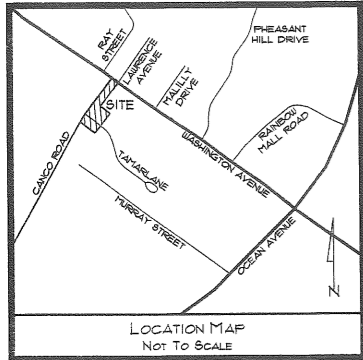 RAY
STREET
LAWRENCE
AVENUE
MALILLY
DRIVE
PHEASANT
HILL DRIVE
SITE
RAINBOW
MALL ROAD
WASHINGTON AVENUE
CANCO ROAD
TAMARLANE
MURRAY STREET
OCEAN AVENUE
N
LOCATION MAP
NOT TO SCALE